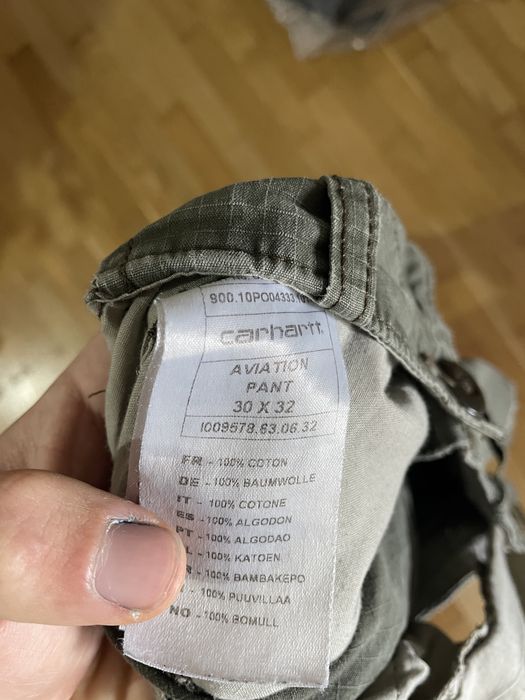 900.10PO04333
carhartt
AVIATION
PANT
30 X 32
I009578.63.06.32
FR - 100% COTON
DE - 100% BAUMWOLLE
IT - 100% COTONE
ES - 100% ALGODON
PT - 100% ALGODAO
- 100% KATOEN
- 100% BAMBAKEPO
- 100% PUUVILLAA
NO - 100% BOMULL